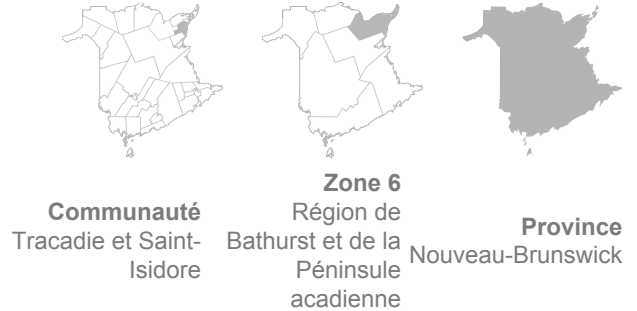 Communauté
Tracadie et Saint-
Isidore
Zone 6
Région de
Bathurst et de la
Péninsule
acadienne
Province
Nouveau-Brunswick